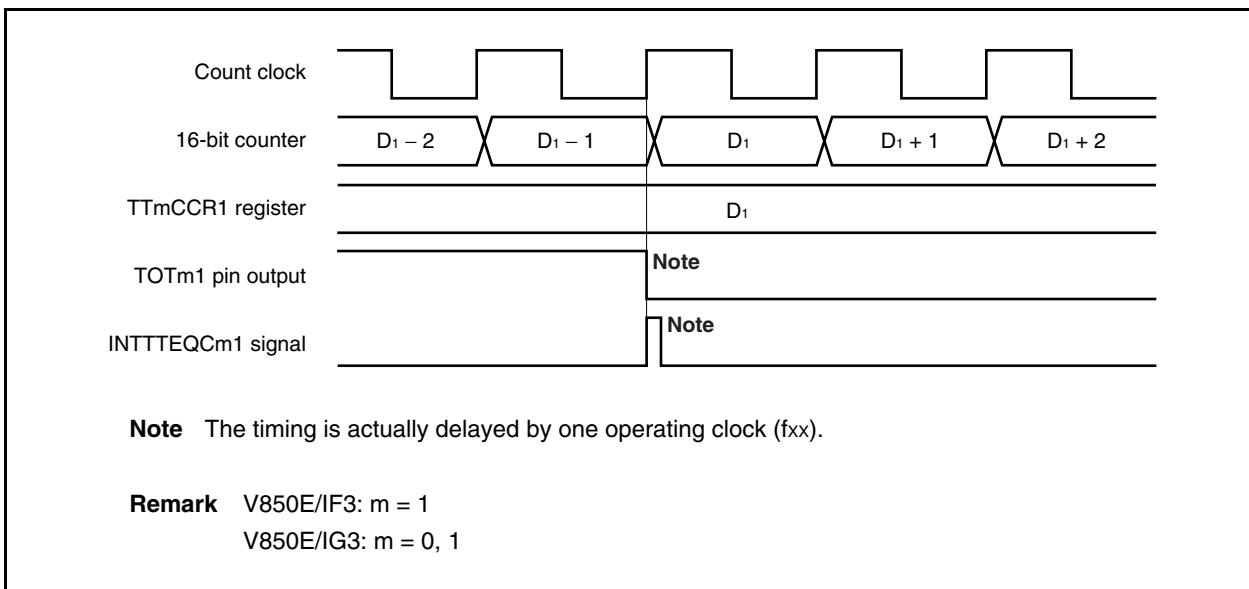 Count clock
16-bit counter D₁ – 2 D₁ – 1 D₁ D₁ + 1 D₁ + 2
TTmCCR1 register D₁
TOTm1 pin output Note
INTTTEQCm1 signal Note
Note The timing is actually delayed by one operating clock (fxx).
Remark V850E/IF3: m = 1
V850E/IG3: m = 0, 1